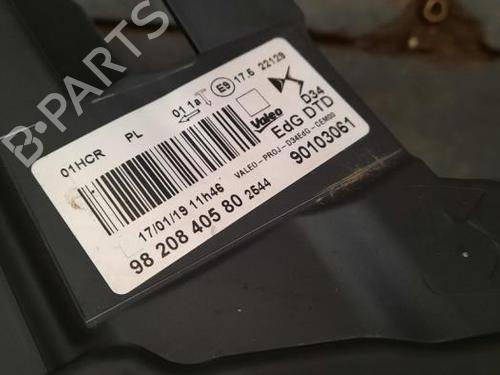 B-PARTS
01HCR PL 01 1a E9 17.5 22129
Valeo
D34
EdG DTD
VALEO-PROJ-D34EdG-CEM00
90103061
17/01/19 11h46
98 208 405 80 2544